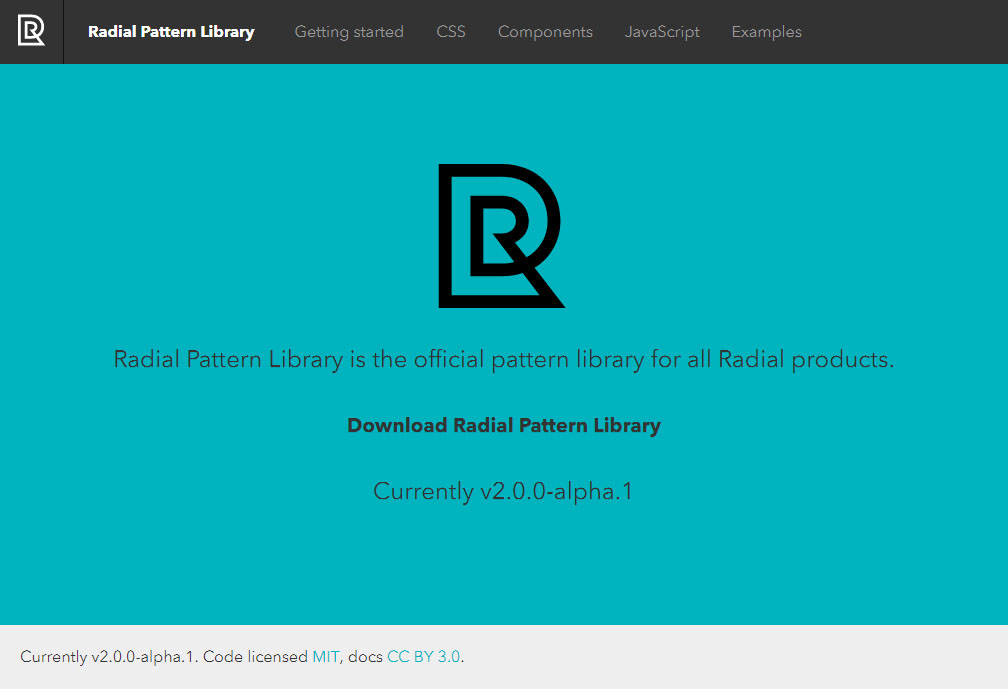 Radial Pattern Library Getting started CSS Components JavaScript Examples
Radial Pattern Library is the official pattern library for all Radial products.
Download Radial Pattern Library
Currently v2.0.0-alpha.1
Currently v2.0.0-alpha.1. Code licensed MIT, docs CC BY 3.0.